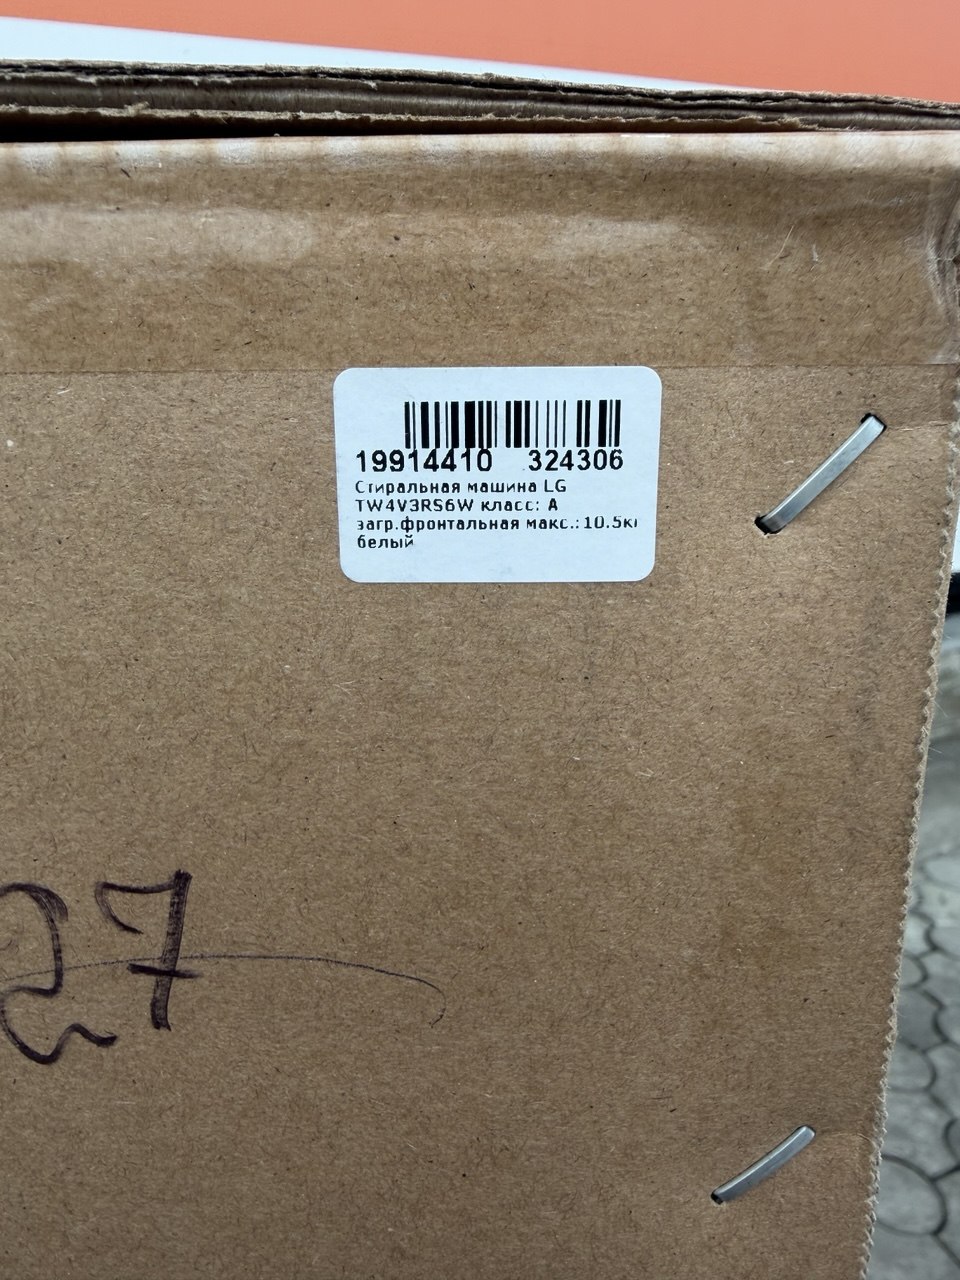 19914410 324306
Стиральная машина LG
TW4V3RS6W класс: A
загр.фронтальная макс.:10.5кг
белый
27